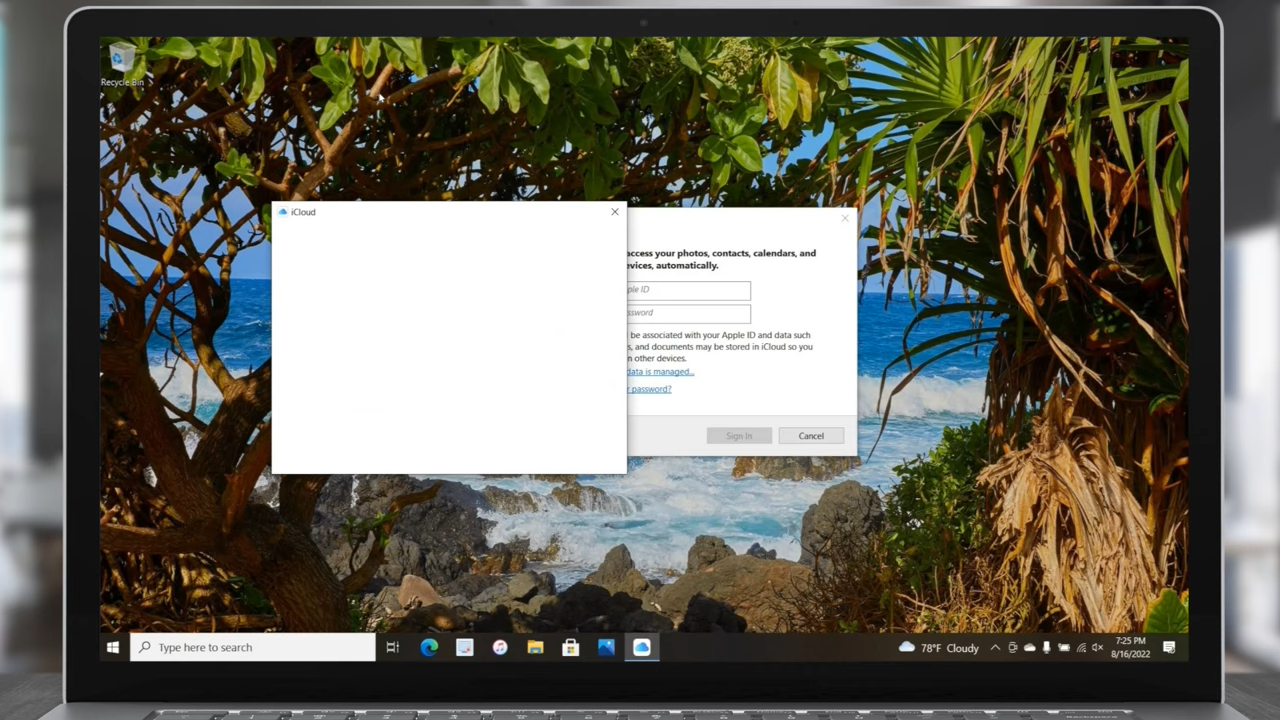 Recycle Bin
iCloud
access your photos, contacts, calendars, and
evices, automatically.
ple ID
ssword
be associated with your Apple ID and data such
s, and documents may be stored in iCloud so you
n other devices.
data is managed...
r password?
Sign In
Cancel
Type here to search
78°F Cloudy
7:25 PM
8/16/2022